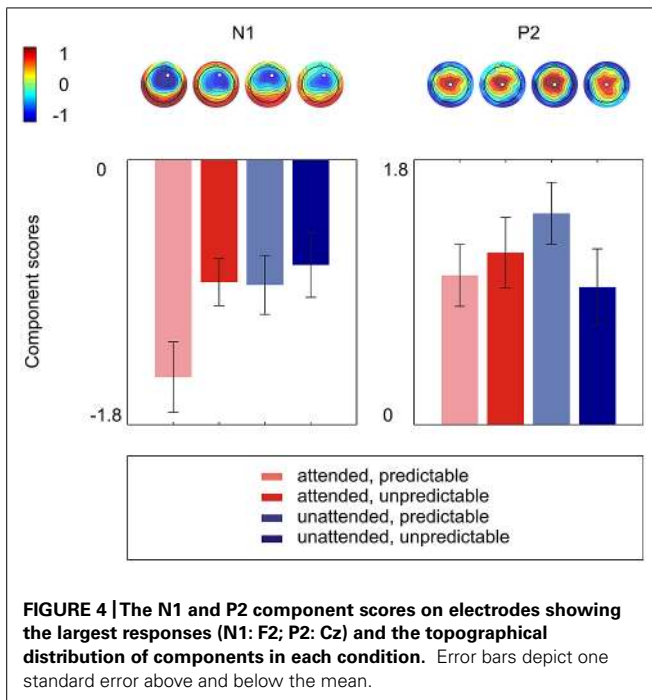 N1 P2
1
0
-1
0
-1.8
Component scores
1.8
0
attended, predictable
attended, unpredictable
unattended, predictable
unattended, unpredictable
FIGURE 4 | The N1 and P2 component scores on electrodes showing
the largest responses (N1: F2; P2: Cz) and the topographical
distribution of components in each condition. Error bars depict one
standard error above and below the mean.